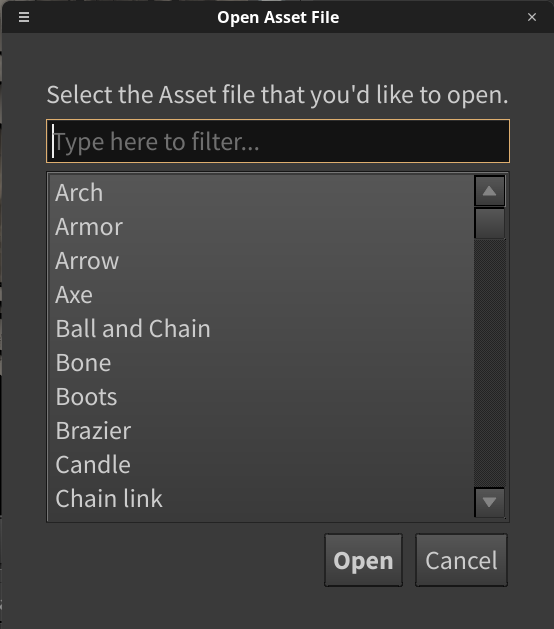 Open Asset File
Select the Asset file that you'd like to open.
Type here to filter...
Arch
Armor
Arrow
Axe
Ball and Chain
Bone
Boots
Brazier
Candle
Chain link
Open
Cancel